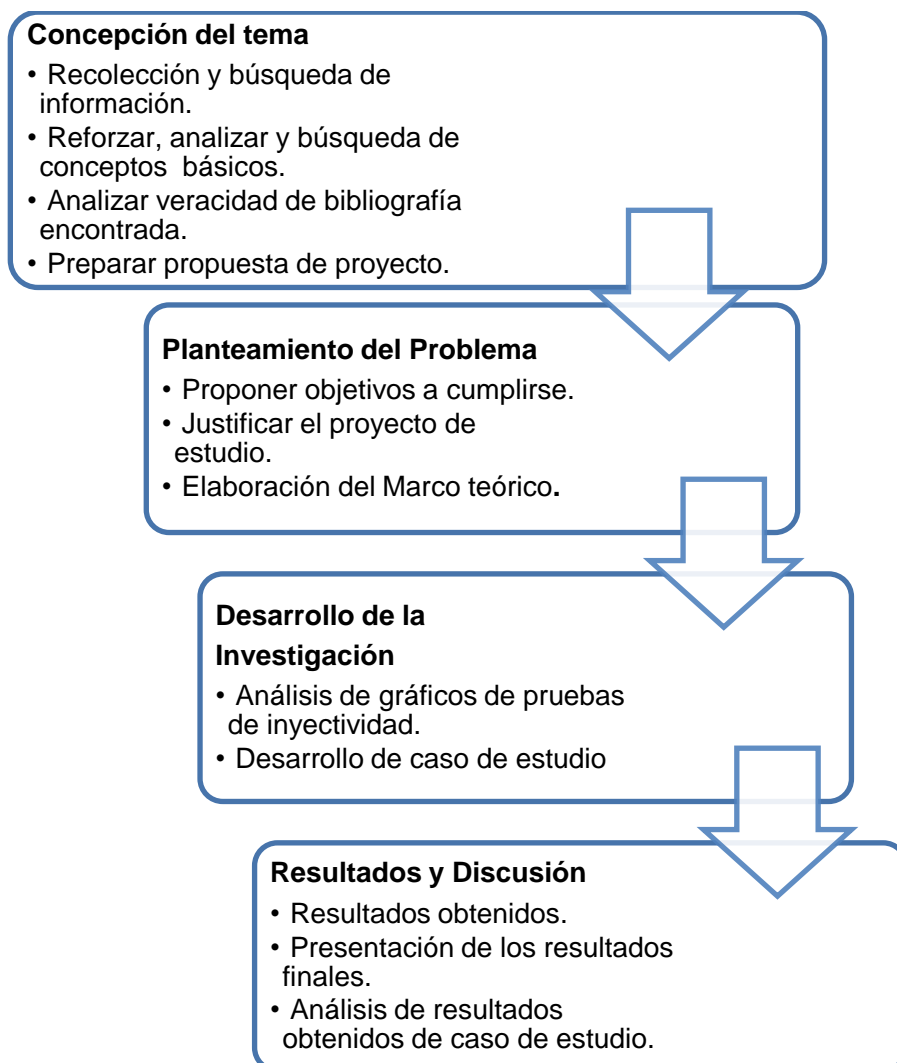 Concepción del tema
• Recolección y búsqueda de
información.
• Reforzar, analizar y búsqueda de
conceptos básicos.
• Analizar veracidad de bibliografía
encontrada.
• Preparar propuesta de proyecto.
Planteamiento del Problema
• Proponer objetivos a cumplirse.
• Justificar el proyecto de
estudio.
• Elaboración del Marco teórico.
Desarrollo de la
Investigación
• Análisis de gráficos de pruebas
de inyectividad.
• Desarrollo de caso de estudio
Resultados y Discusión
• Resultados obtenidos.
• Presentación de los resultados
finales.
• Análisis de resultados
obtenidos de caso de estudio.